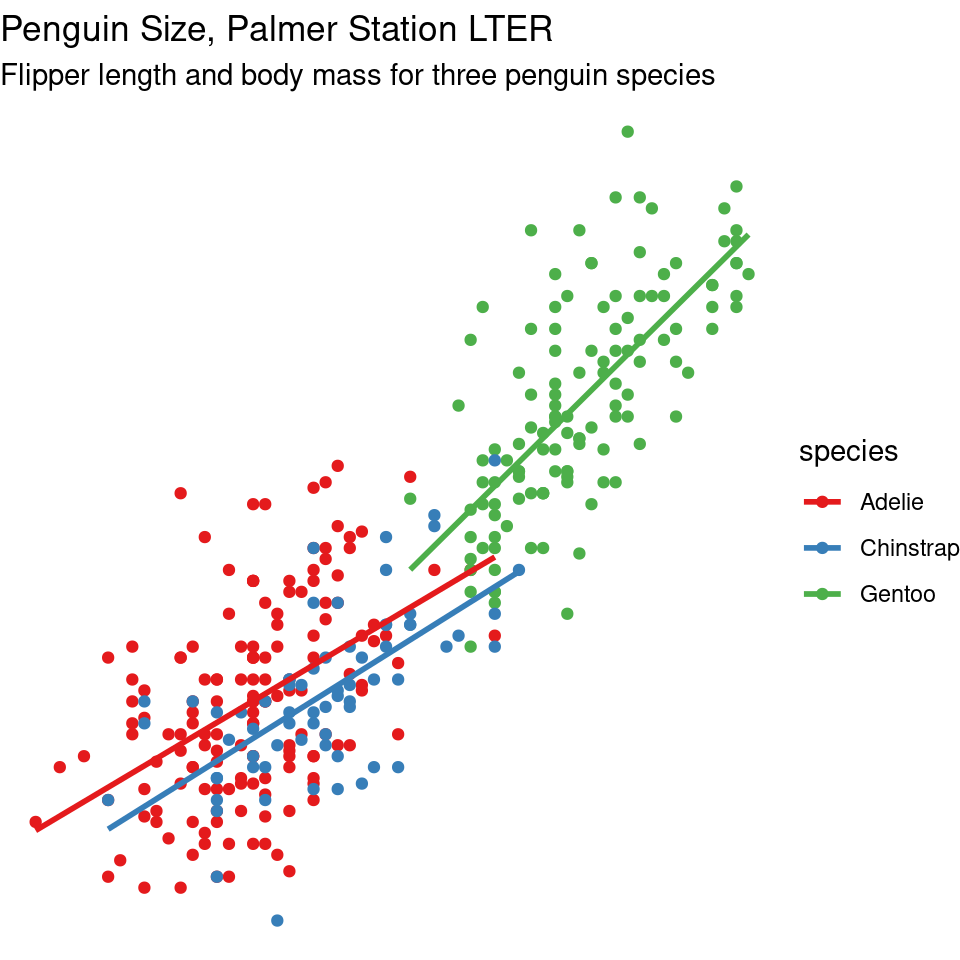 Penguin Size, Palmer Station LTER
Flipper length and body mass for three penguin species
species
Adelie
Chinstrap
Gentoo